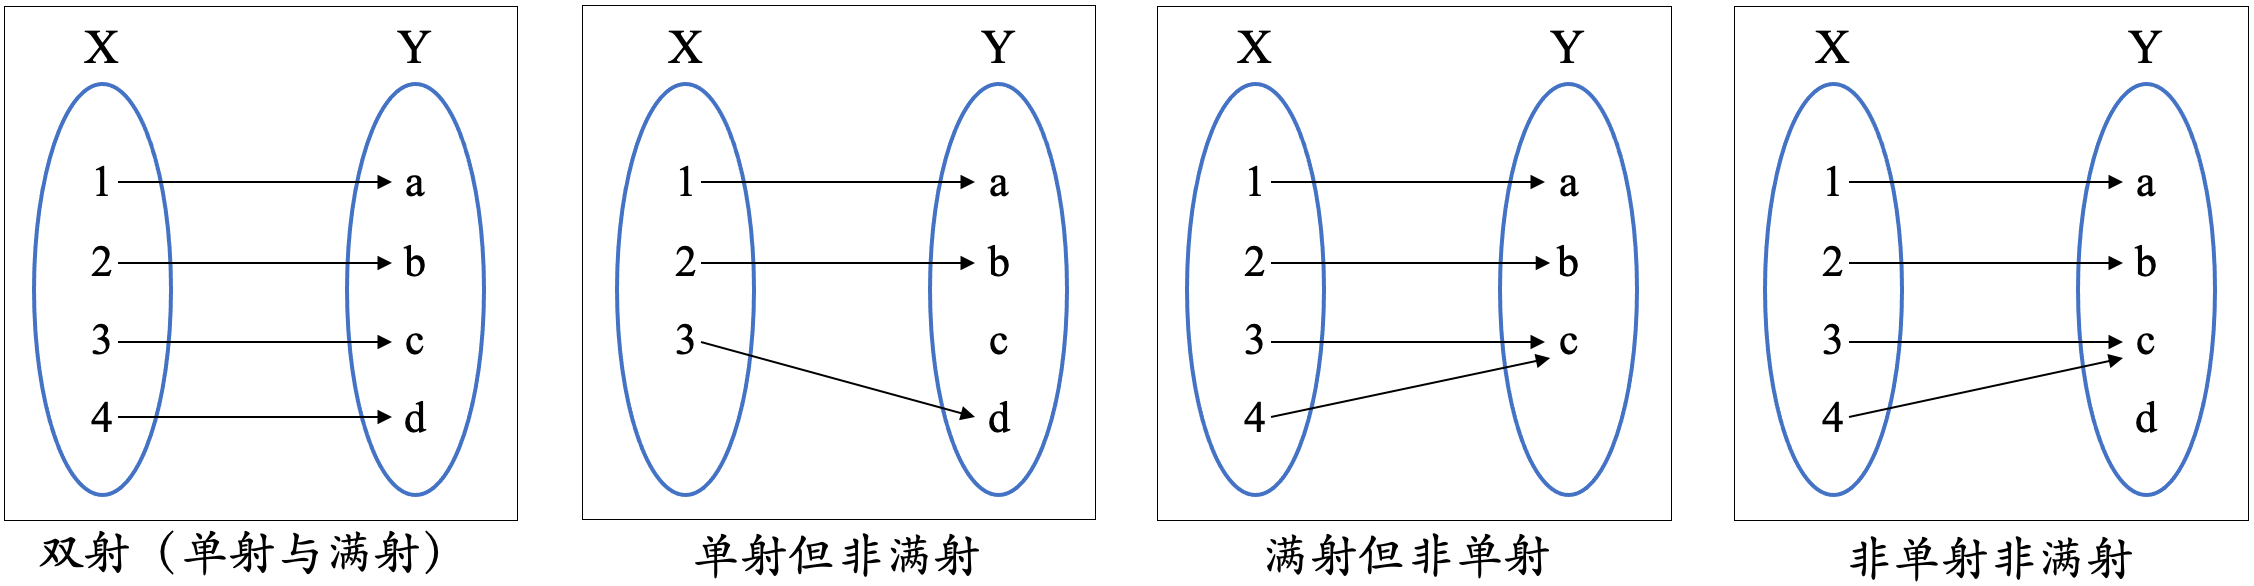 X Y
1 a
2 b
3 c
4 d
双射（单射与满射）
X Y
1 a
2 b
3 c
d
单射但非满射
X Y
1 a
2 b
3 c
4
满射但非单射
X Y
1 a
2 b
3 c
4 d
非单射非满射